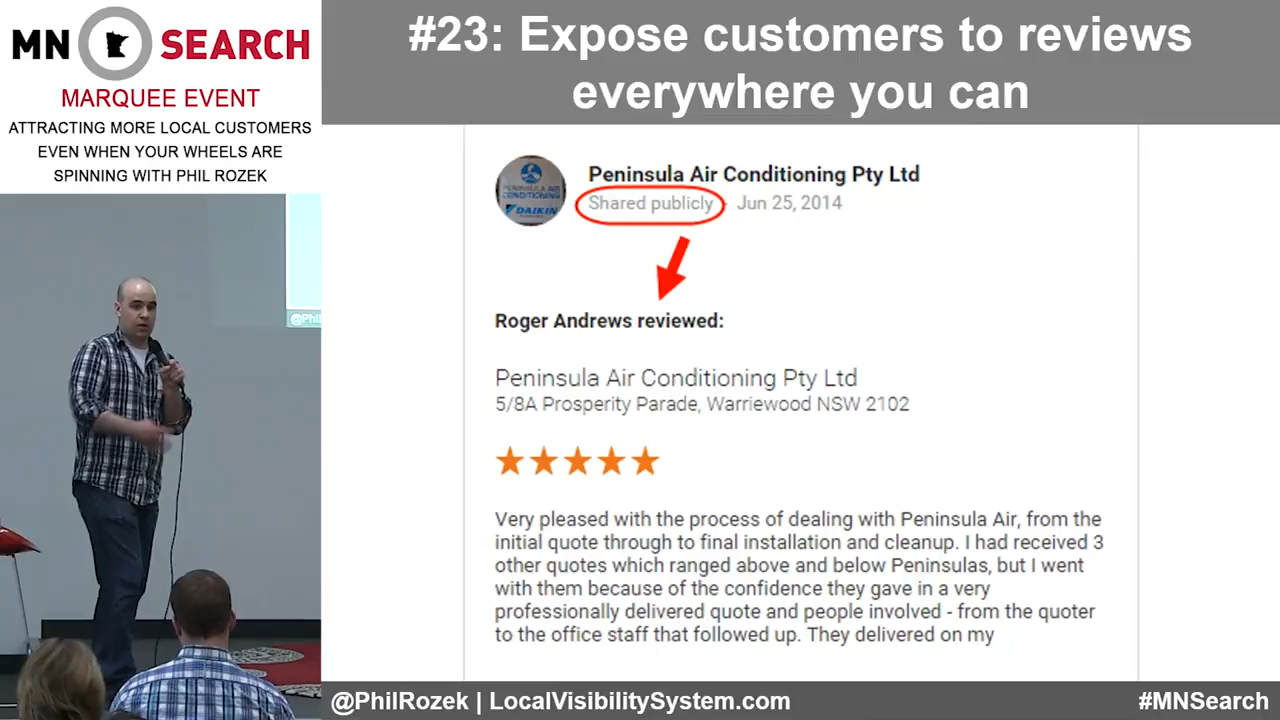 MN SEARCH
MARQUEE EVENT
ATTRACTING MORE LOCAL CUSTOMERS
EVEN WHEN YOUR WHEELS ARE
SPINNING WITH PHIL ROZEK
#23: Expose customers to reviews
everywhere you can
PENINSULA AIR
CONDITIONING
DAIKIN
Peninsula Air Conditioning Pty Ltd
Shared publicly - Jun 25, 2014
Roger Andrews reviewed:
Peninsula Air Conditioning Pty Ltd
5/8A Prosperity Parade, Warriewood NSW 2102
Very pleased with the process of dealing with Peninsula Air, from the
initial quote through to final installation and cleanup. I had received 3
other quotes which ranged above and below Peninsulas, but I went
with them because of the confidence they gave in a very
professionally delivered quote and people involved - from the quoter
to the office staff that followed up. They delivered on my
@Phil
@PhilRozek | LocalVisibilitySystem.com
#MNSearch